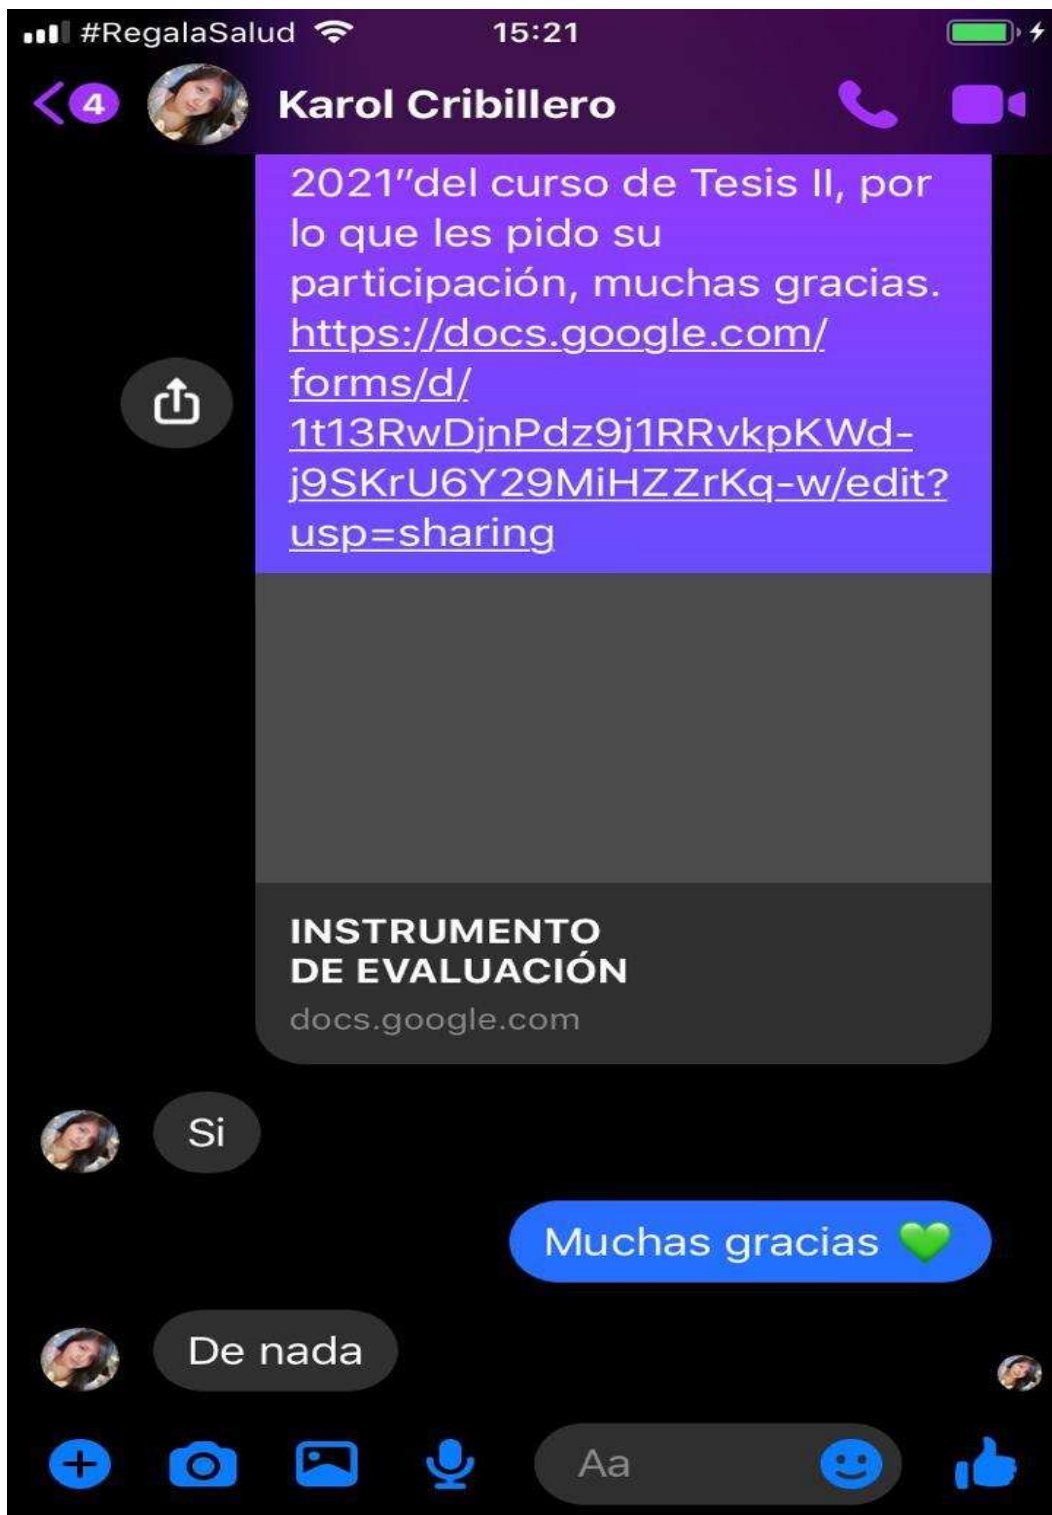 #RegalaSalud 15:21
4 Karol Cribillero
2021"del curso de Tesis II, por
lo que les pido su
participación, muchas gracias.
https://docs.google.com/
forms/d/
1t13RwDjnPdz9j1RRvkpKWd-
j9SKrU6Y29MiHZZrKq-w/edit?
usp=sharing
INSTRUMENTO
DE EVALUACIÓN
docs.google.com
Si
Muchas gracias 💚
De nada
Aa